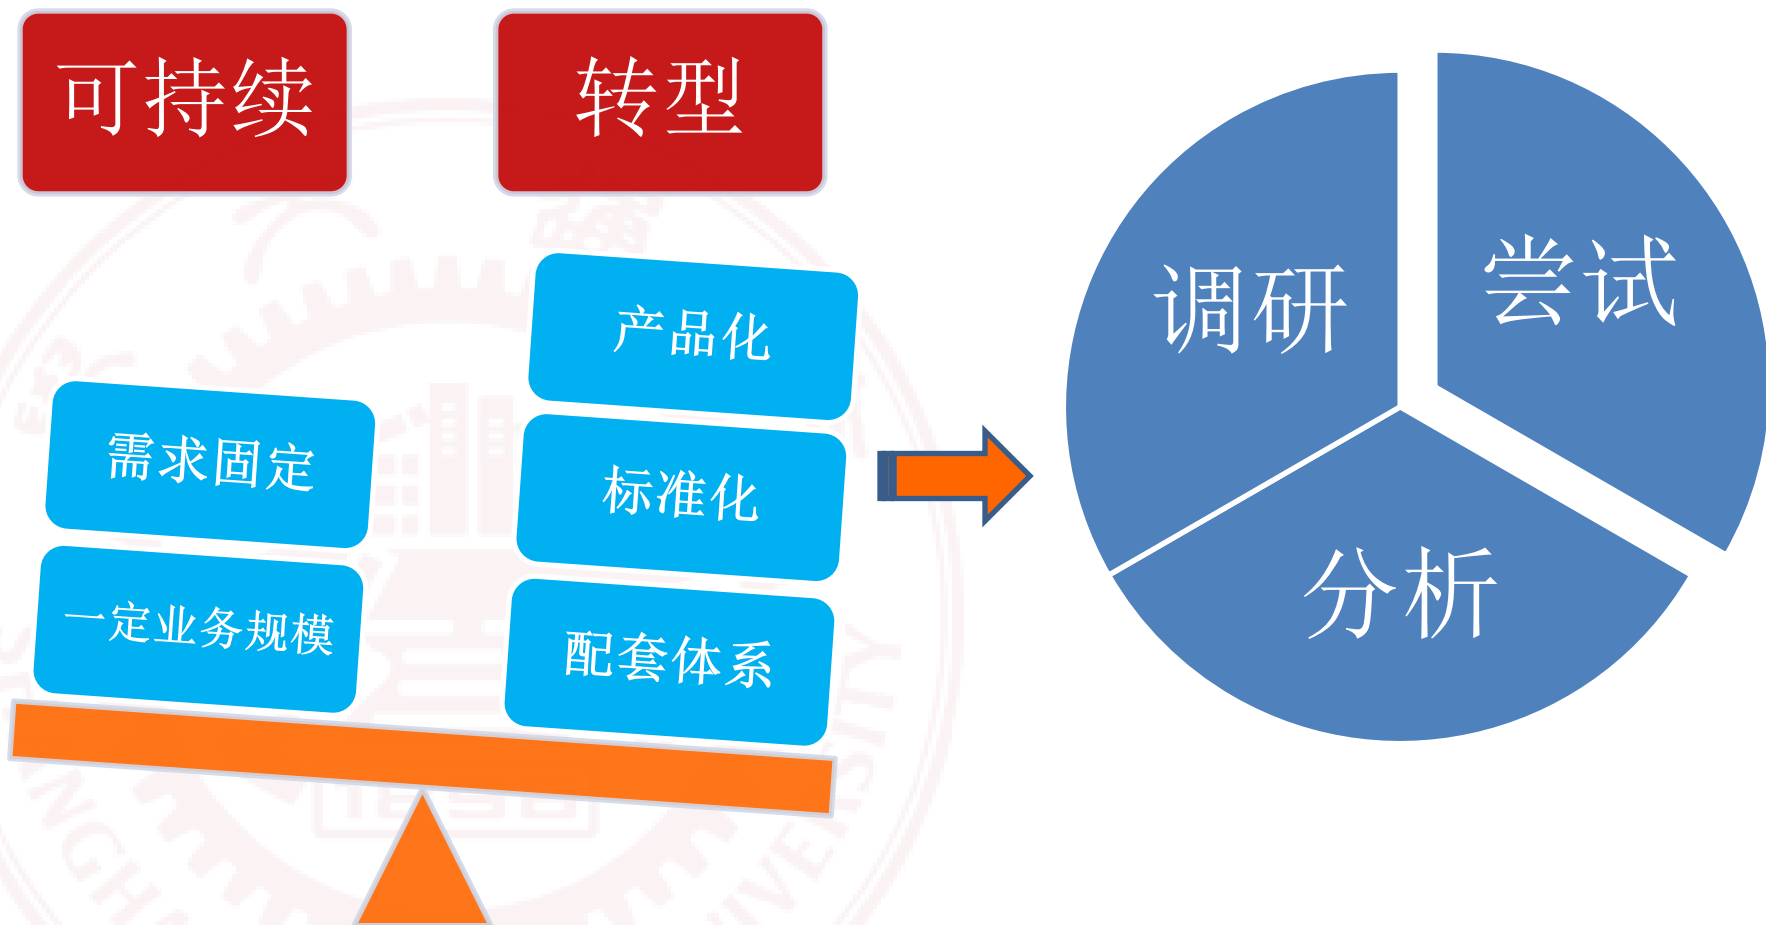 可持续
转型
需求固定
一定业务规模
产品化
标准化
配套体系
调研
尝试
分析
1896